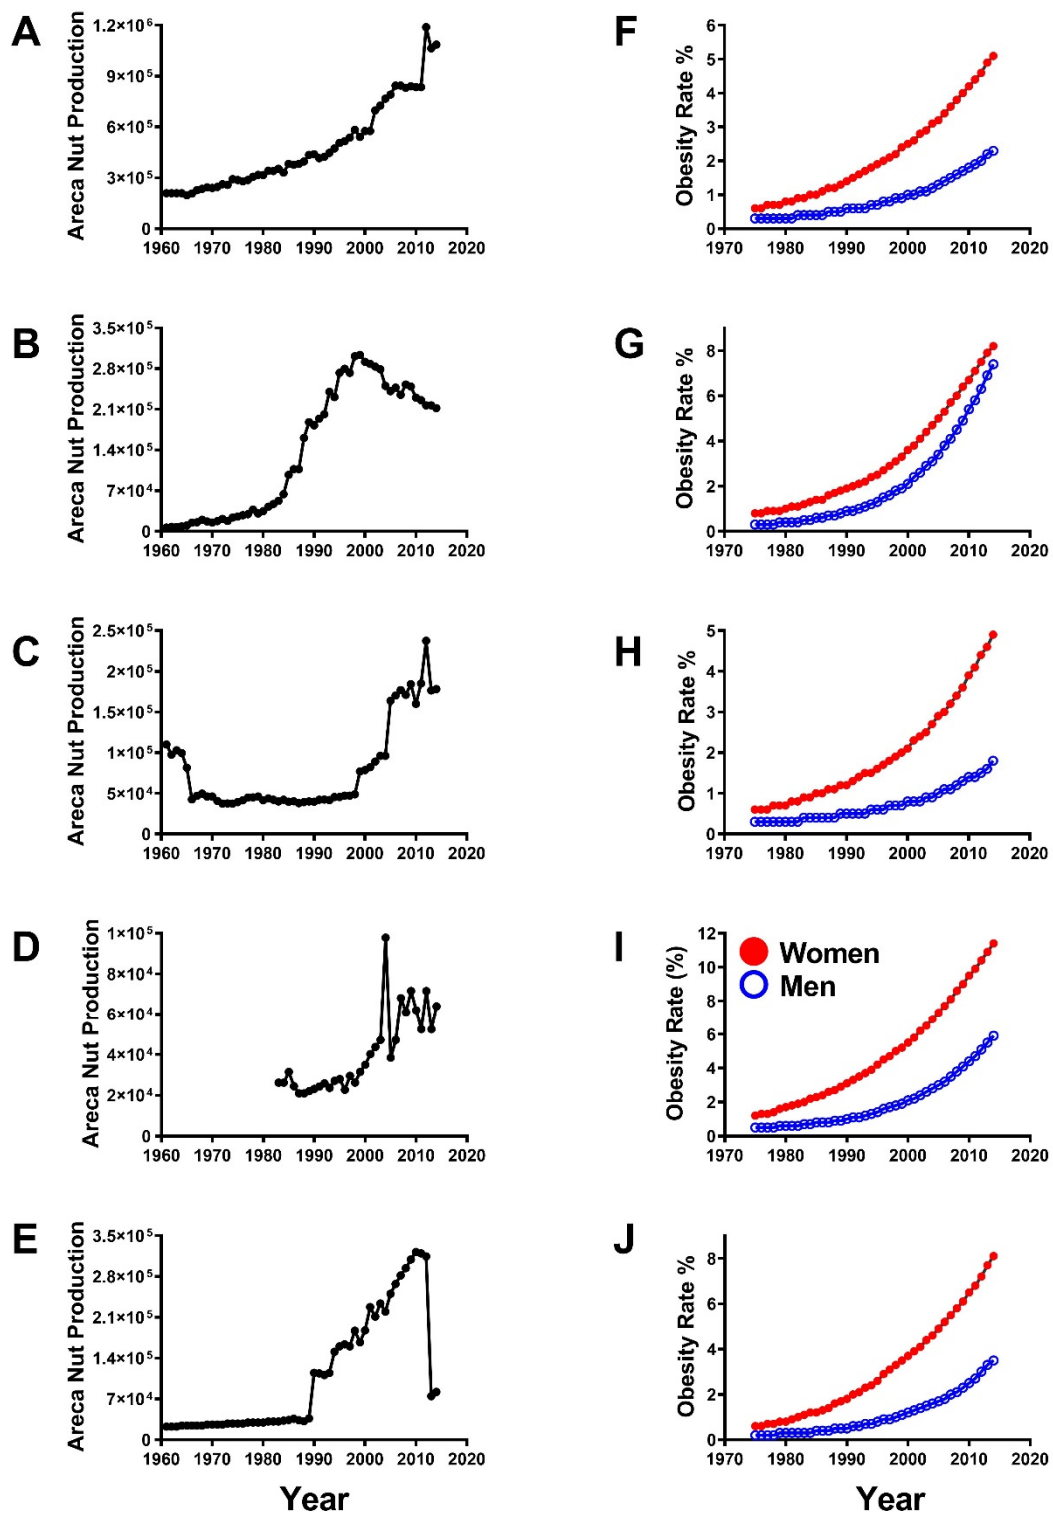 A
Areca Nut Production
1.2×10⁶
9×10⁵
6×10⁵
3×10⁵
0
1960 1970 1980 1990 2000 2010 2020
F
Obesity Rate %
6
5
4
3
2
1
0
1970 1980 1990 2000 2010 2020
B
Areca Nut Production
3.5×10⁵
2.8×10⁵
2.1×10⁵
1.4×10⁵
7×10⁴
0
1960 1970 1980 1990 2000 2010 2020
G
Obesity Rate %
8
6
4
2
0
1970 1980 1990 2000 2010 2020
C
Areca Nut Production
2.5×10⁵
2×10⁵
1.5×10⁵
1×10⁵
5×10⁴
0
1960 1970 1980 1990 2000 2010 2020
H
Obesity Rate %
5
4
3
2
1
0
1970 1980 1990 2000 2010 2020
D
Areca Nut Production
1×10⁵
8×10⁴
6×10⁴
4×10⁴
2×10⁴
0
1960 1970 1980 1990 2000 2010 2020
I
Obesity Rate (%)
12
10
8
6
4
2
0
Women
Men
1970 1980 1990 2000 2010 2020
E
Areca Nut Production
3.5×10⁵
2.8×10⁵
2.1×10⁵
1.4×10⁵
7×10⁴
0
1960 1970 1980 1990 2000 2010 2020
Year
J
Obesity Rate %
8
6
4
2
0
1970 1980 1990 2000 2010 2020
Year